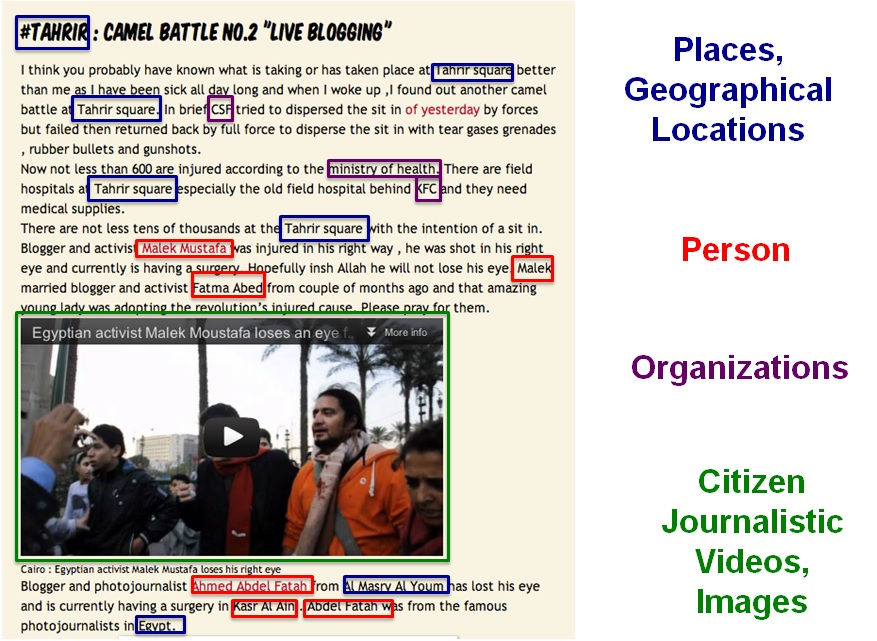 #TAHRIR : CAMEL BATTLE NO.2 "LIVE BLOGGING"
I think you probably have known what is taking or has taken place at Tahrir square better
than me as I have been sick all day long and when I woke up ,I found out another camel
battle at Tahrir square. In brief CSF tried to dispersed the sit in of yesterday by forces
but failed then returned back by full force to disperse the sit in with tear gases grenades
, rubber bullets and gunshots.
Now not less than 600 are injured according to the ministry of health. There are field
hospitals at Tahrir square especially the old field hospital behind KFC and they need
medical supplies.
There are not less tens of thousands at the Tahrir square with the intention of a sit in.
Blogger and activist Malek Mustafa was injured in his right way , he was shot in his right
eye and currently is having a surgery. Hopefully insh Allah he will not lose his eye. Malek
married blogger and activist Fatma Abed from couple of months ago and that amazing
young lady was adopting the revolution's injured cause. Please pray for them.
Egyptian activist Malek Moustafa loses an eye f.. More info
Cairo : Egyptian activist Malek Mustafa loses his right eye
Blogger and photojournalist Ahmed Abdel Fatah from Al Masry Al Youm has lost his eye
and is currently having a surgery in Kasr Al Ain . Abdel Fatah was from the famous
photojournalists in Egypt.
Places,
Geographical
Locations
Person
Organizations
Citizen
Journalistic
Videos,
Images